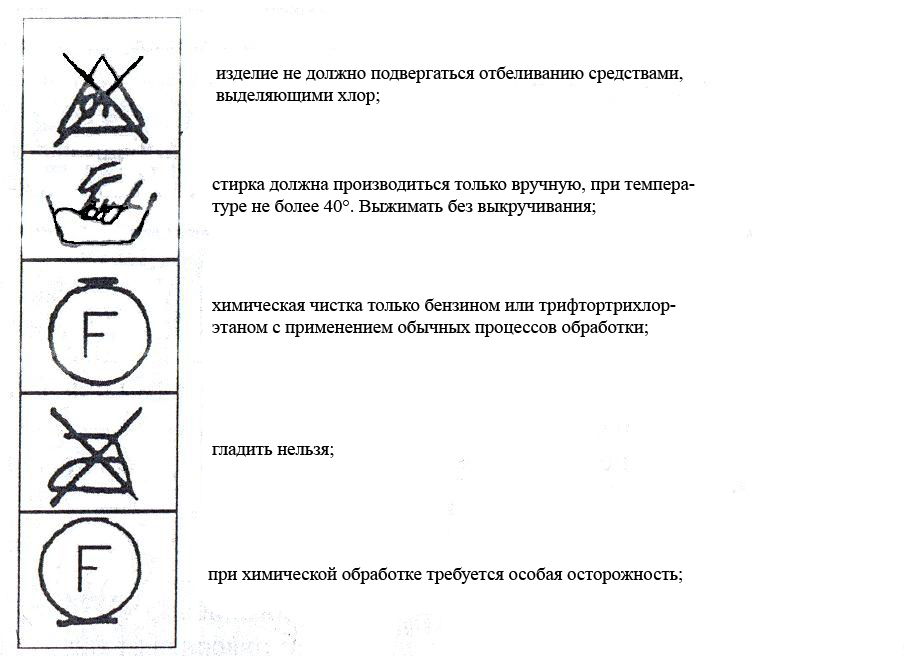 изделие не должно подвергаться отбеливанию средствами,
выделяющими хлор;
стирка должна производиться только вручную, при темпера-
туре не более 40°. Выжимать без выкручивания;
F
химическая чистка только бензином или трифтортрихлор-
этаном с применением обычных процессов обработки;
гладить нельзя;
F
при химической обработке требуется особая осторожность;